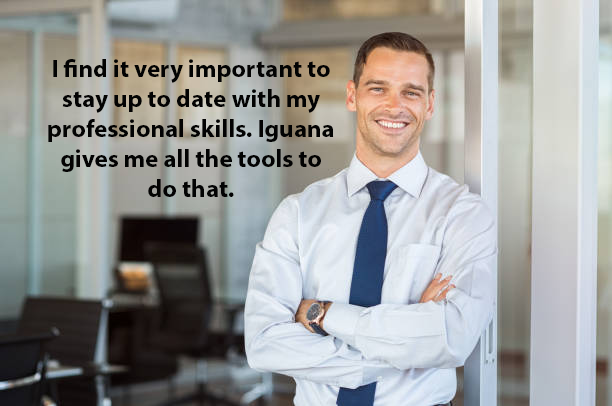 I find it very important to
stay up to date with my
professional skills. Iguana
gives me all the tools to
do that.